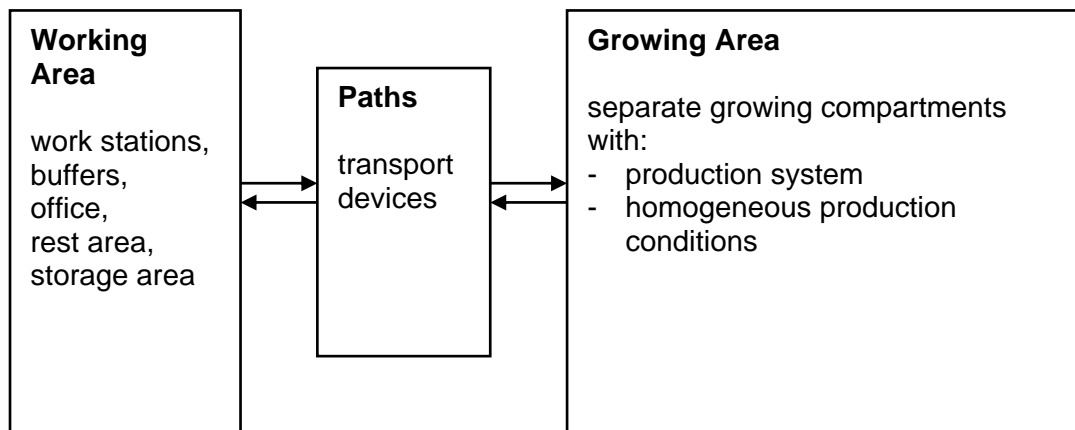 Working
Area
work stations,
buffers,
office,
rest area,
storage area
Paths
transport
devices
Growing Area
separate growing compartments
with:
- production system
- homogeneous production
conditions